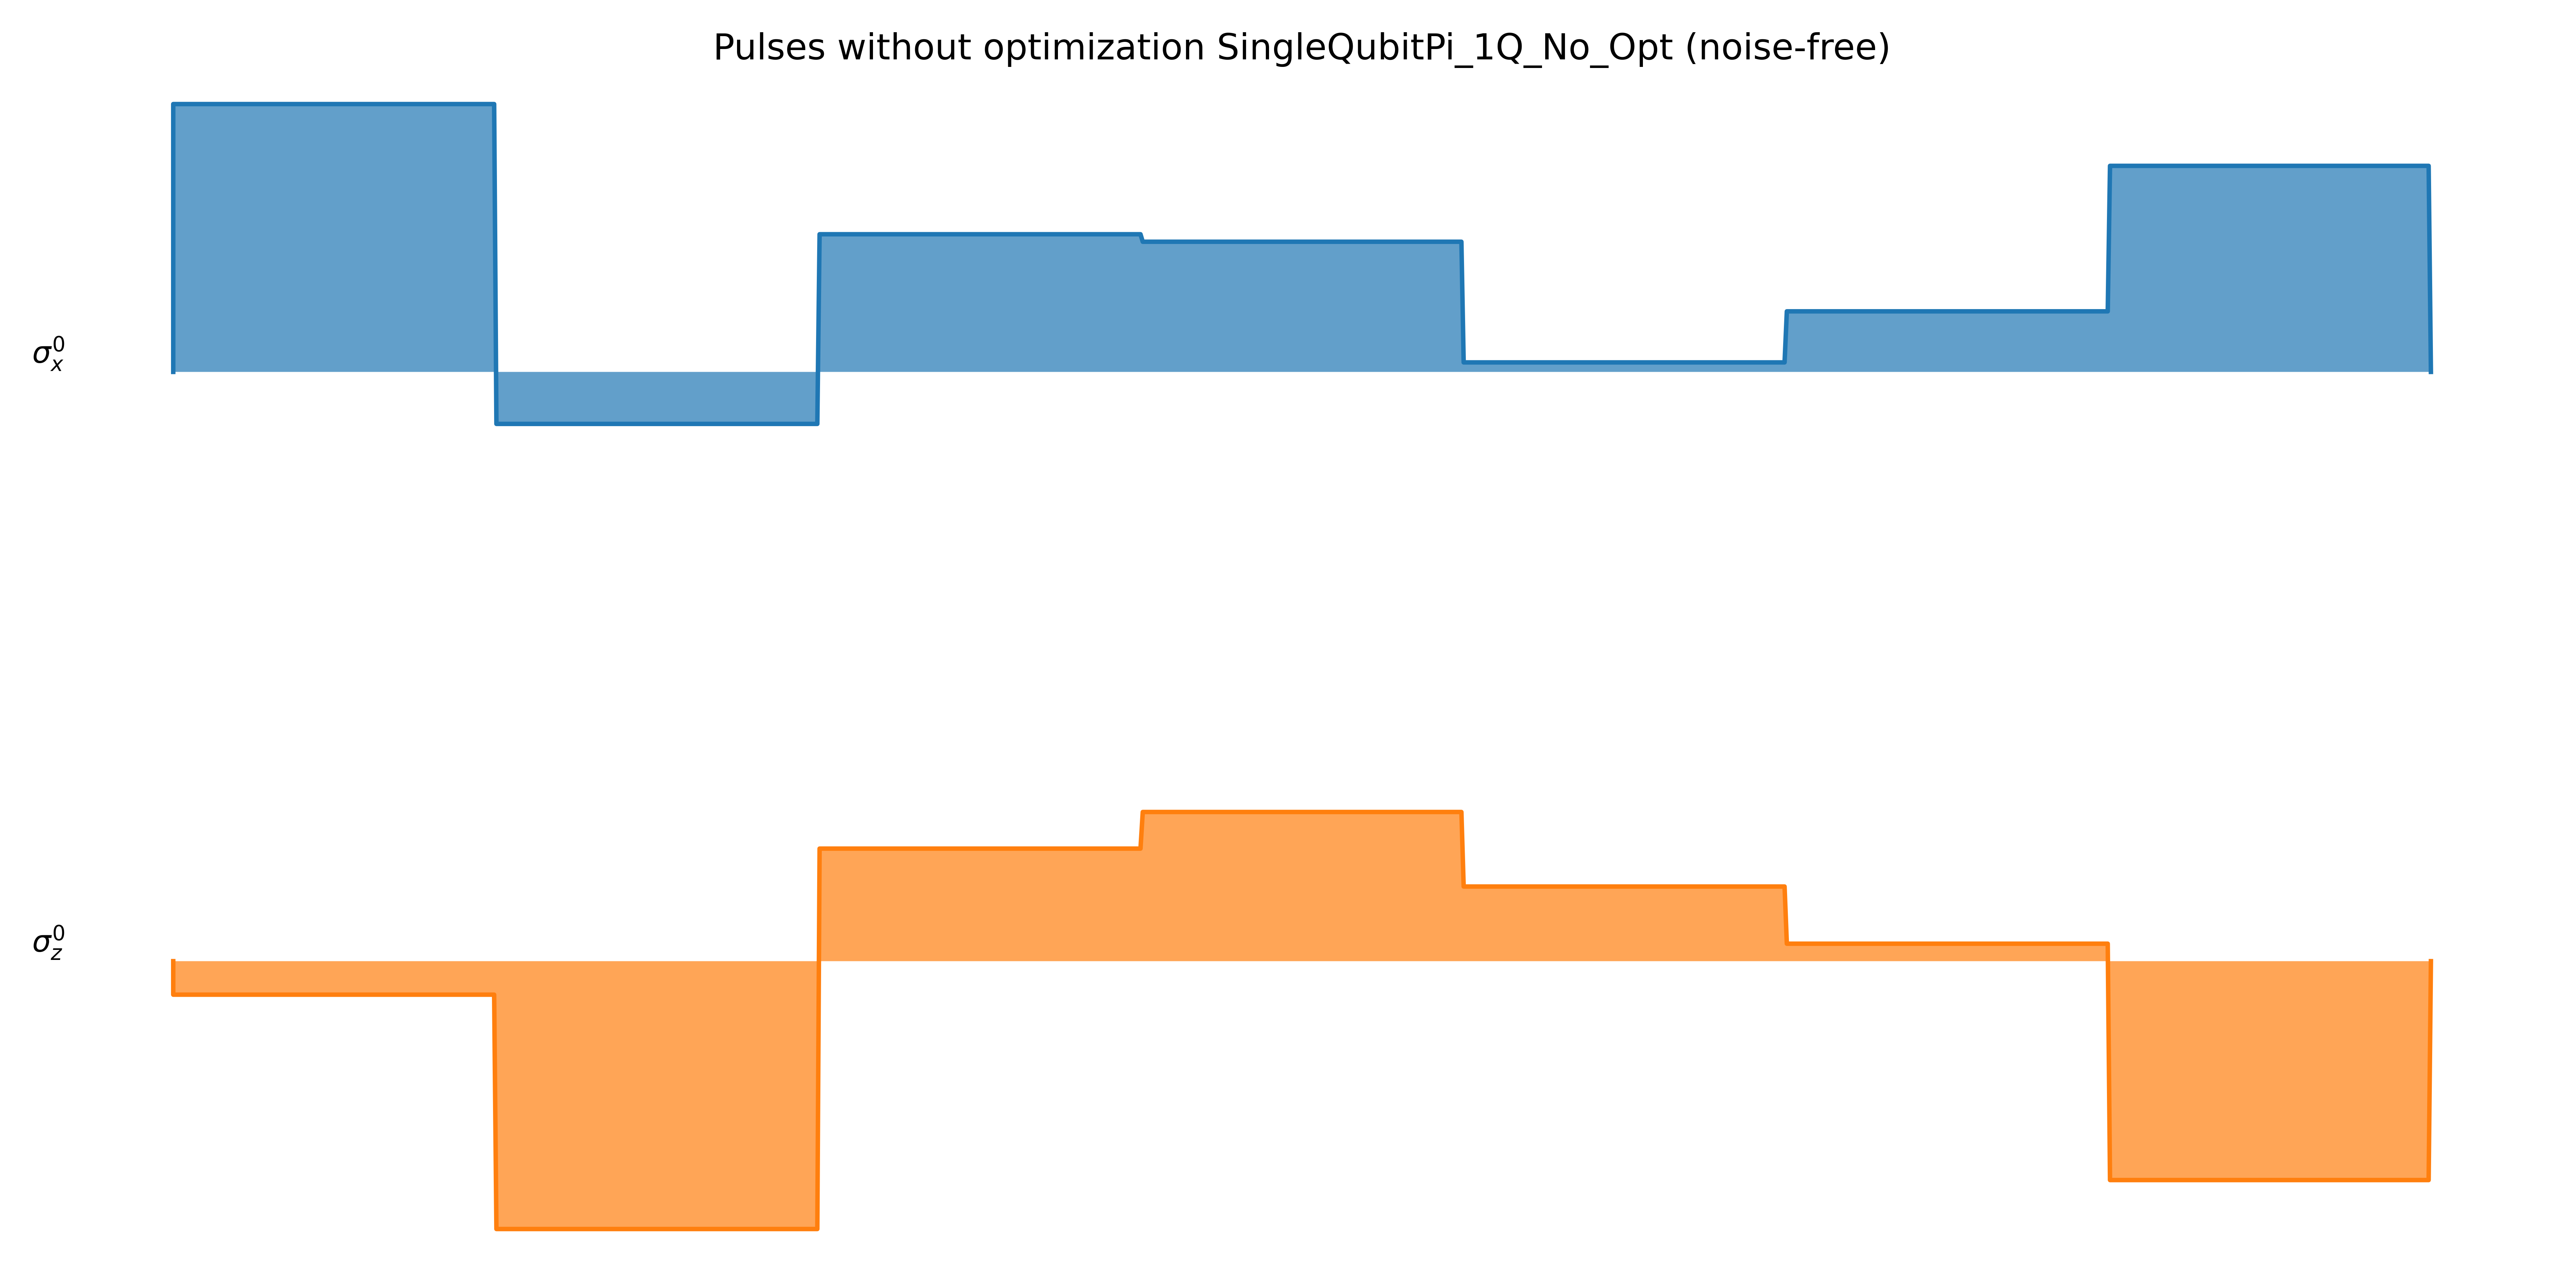 Pulses without optimization SingleQubitPi_1Q_No_Opt (noise-free)
σ_x^0
σ_z^0